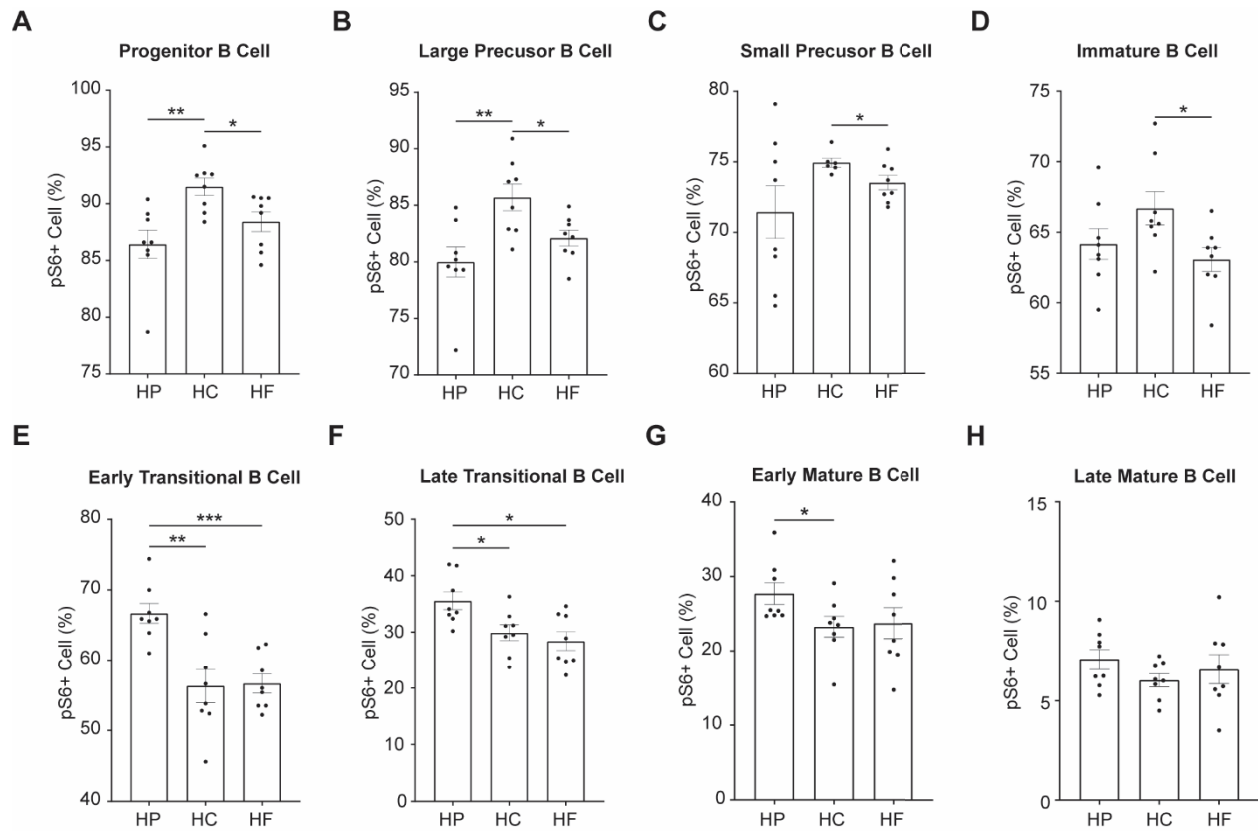 A
Progenitor B Cell
pS6+ Cell (%)
100
95
90
85
80
75
**
*
HP HC HF
B
Large Precusor B Cell
pS6+ Cell (%)
95
90
85
80
75
70
**
*
HP HC HF
C
Small Precusor B Cell
pS6+ Cell (%)
80
75
70
65
60
*
HP HC HF
D
Immature B Cell
pS6+ Cell (%)
75
70
65
60
55
*
HP HC HF
E
Early Transitional B Cell
pS6+ Cell (%)
80
70
60
50
40
***
**
HP HC HF
F
Late Transitional B Cell
pS6+ Cell (%)
50
40
30
20
10
0
*
*
HP HC HF
G
Early Mature B Cell
pS6+ Cell (%)
40
30
20
10
0
*
HP HC HF
H
Late Mature B Cell
pS6+ Cell (%)
15
10
5
0
HP HC HF